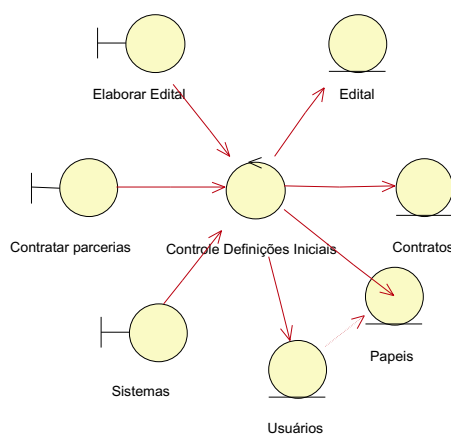 Elaborar Edital
Edital
Contratar parcerias
Controle Definições Iniciais
Contratos
Sistemas
Papeis
Usuários